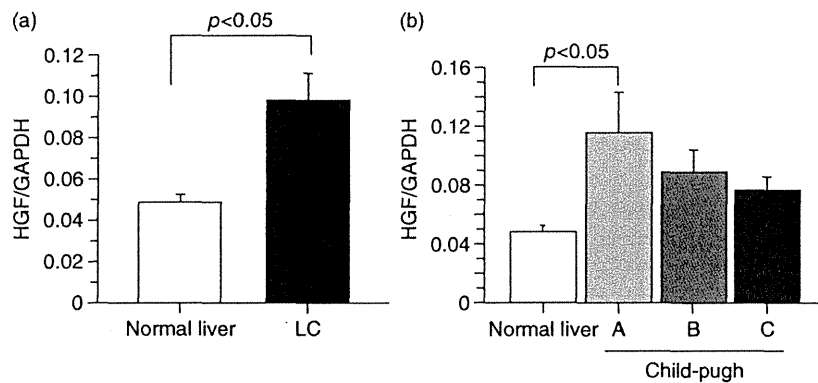 (a)
p<0.05
HGF/GAPDH
0.12
0.10
0.08
0.06
0.04
0.02
0
Normal liver
LC
(b)
p<0.05
HGF/GAPDH
0.16
0.12
0.08
0.04
0
Normal liver
A
B
C
Child-pugh